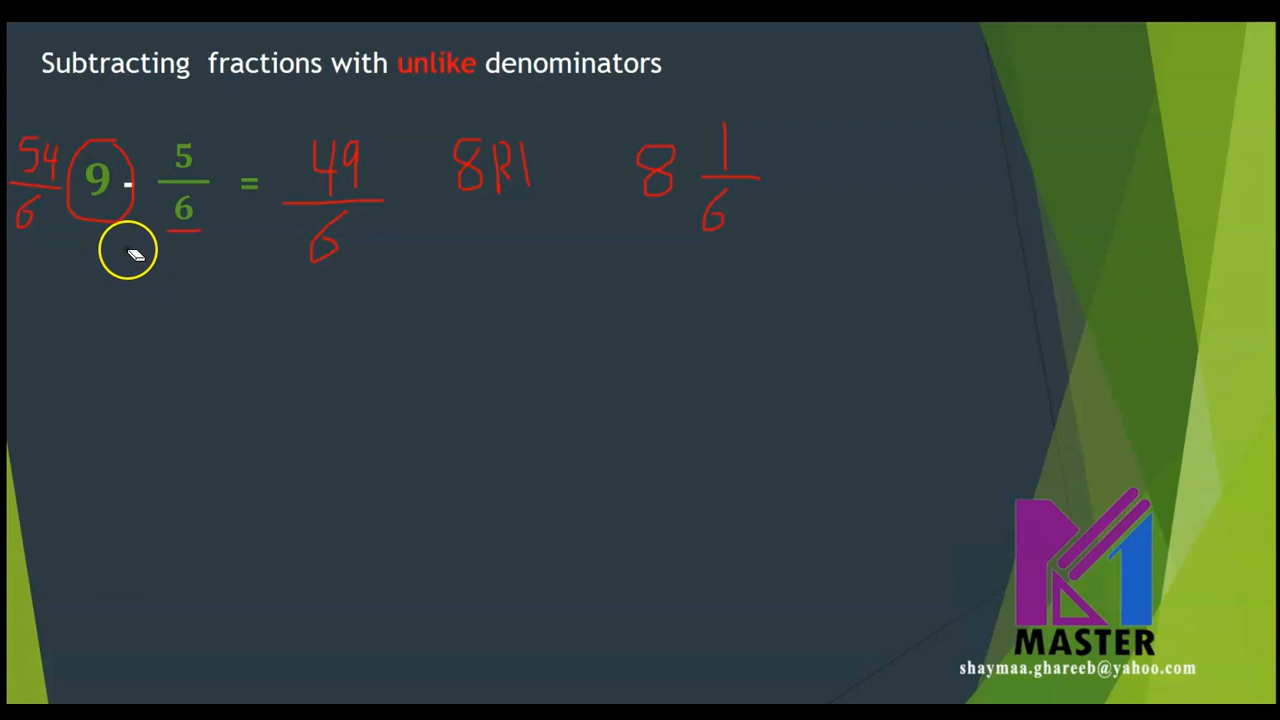 Subtracting fractions with unlike denominators
54/6 9 - 5/6 = 49/6 8R1 8 1/6
MASTER
shaymaa.ghareeb@yahoo.com